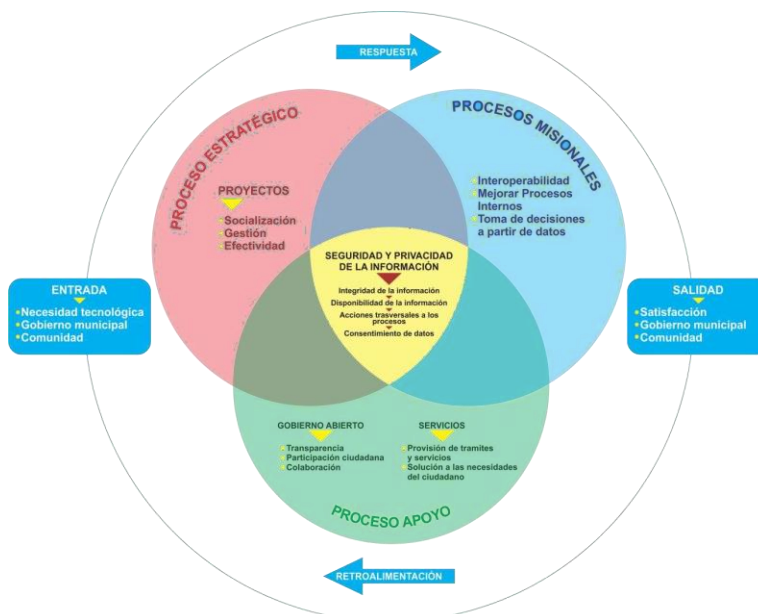 RESPUESTA
PROCESO ESTRATÉGICO
PROCESOS MISIONALES
PROYECTOS
Socialización
Gestión
Efectividad
Interoperabilidad
Mejorar Procesos
Internos
Toma de decisiones
a partir de datos
SEGURIDAD Y PRIVACIDAD
DE LA INFORMACIÓN
Integridad de la información
Disponibilidad de la información
Acciones trasversales a los
procesos
Consentimiento de datos
ENTRADA
Necesidad tecnológica
Gobierno municipal
Comunidad
SALIDAD
Satisfacción
Gobierno municipal
Comunidad
GOBIERNO ABIERTO
Transparencia
Participación ciudadana
Colaboración
SERVICIOS
Provisión de tramites
y servicios
Solución a las necesidades
del ciudadano
PROCESO APOYO
RETROALIMENTACIÓN